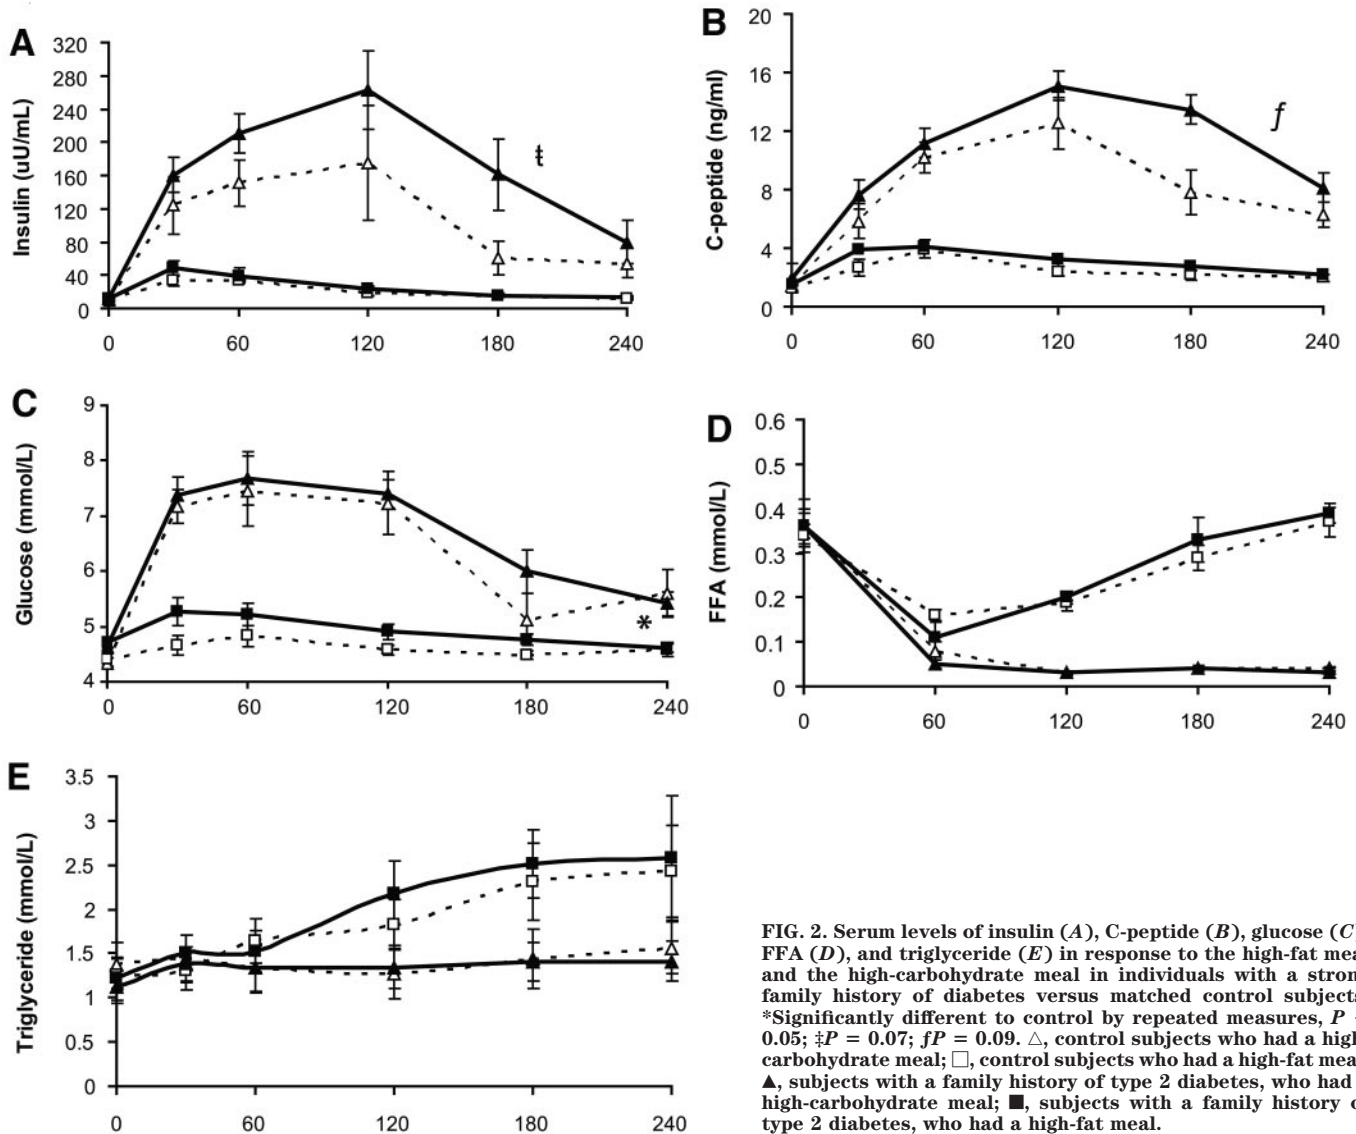 A
Insulin (uU/mL)
320
280
240
200
160
120
80
40
0
0 60 120 180 240
‡
B
C-peptide (ng/ml)
20
16
12
8
4
0
0 60 120 180 240
ƒ
C
Glucose (mmol/L)
9
8
7
6
5
4
0 60 120 180 240
*
D
FFA (mmol/L)
0.6
0.5
0.4
0.3
0.2
0.1
0
0 60 120 180 240
E
Triglyceride (mmol/L)
3.5
3
2.5
2
1.5
1
0.5
0
0 60 120 180 240
FIG. 2. Serum levels of insulin (A), C-peptide (B), glucose (C
FFA (D), and triglyceride (E) in response to the high-fat mea
and the high-carbohydrate meal in individuals with a stron
family history of diabetes versus matched control subjects
*Significantly different to control by repeated measures, P
0.05; ‡P = 0.07; ƒP = 0.09. △, control subjects who had a high
carbohydrate meal; □, control subjects who had a high-fat mea
▲, subjects with a family history of type 2 diabetes, who had
high-carbohydrate meal; ■, subjects with a family history o
type 2 diabetes, who had a high-fat meal.